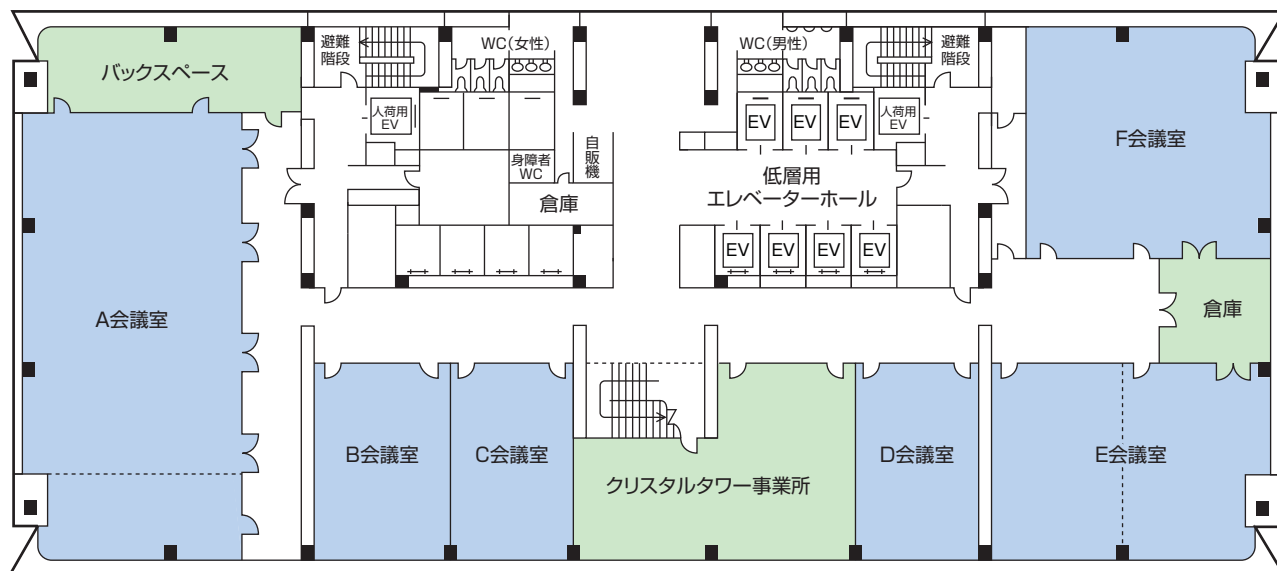 避難
階段
WC(女性)
WC(男性)
避難
階段
バックスペース
人荷用
EV
EV
EV
EV
人荷用
EV
F会議室
自
販
機
身障者
WC
低層用
エレベーターホール
倉庫
EV
EV
EV
EV
A会議室
倉庫
B会議室
C会議室
D会議室
E会議室
クリスタルタワー事業所